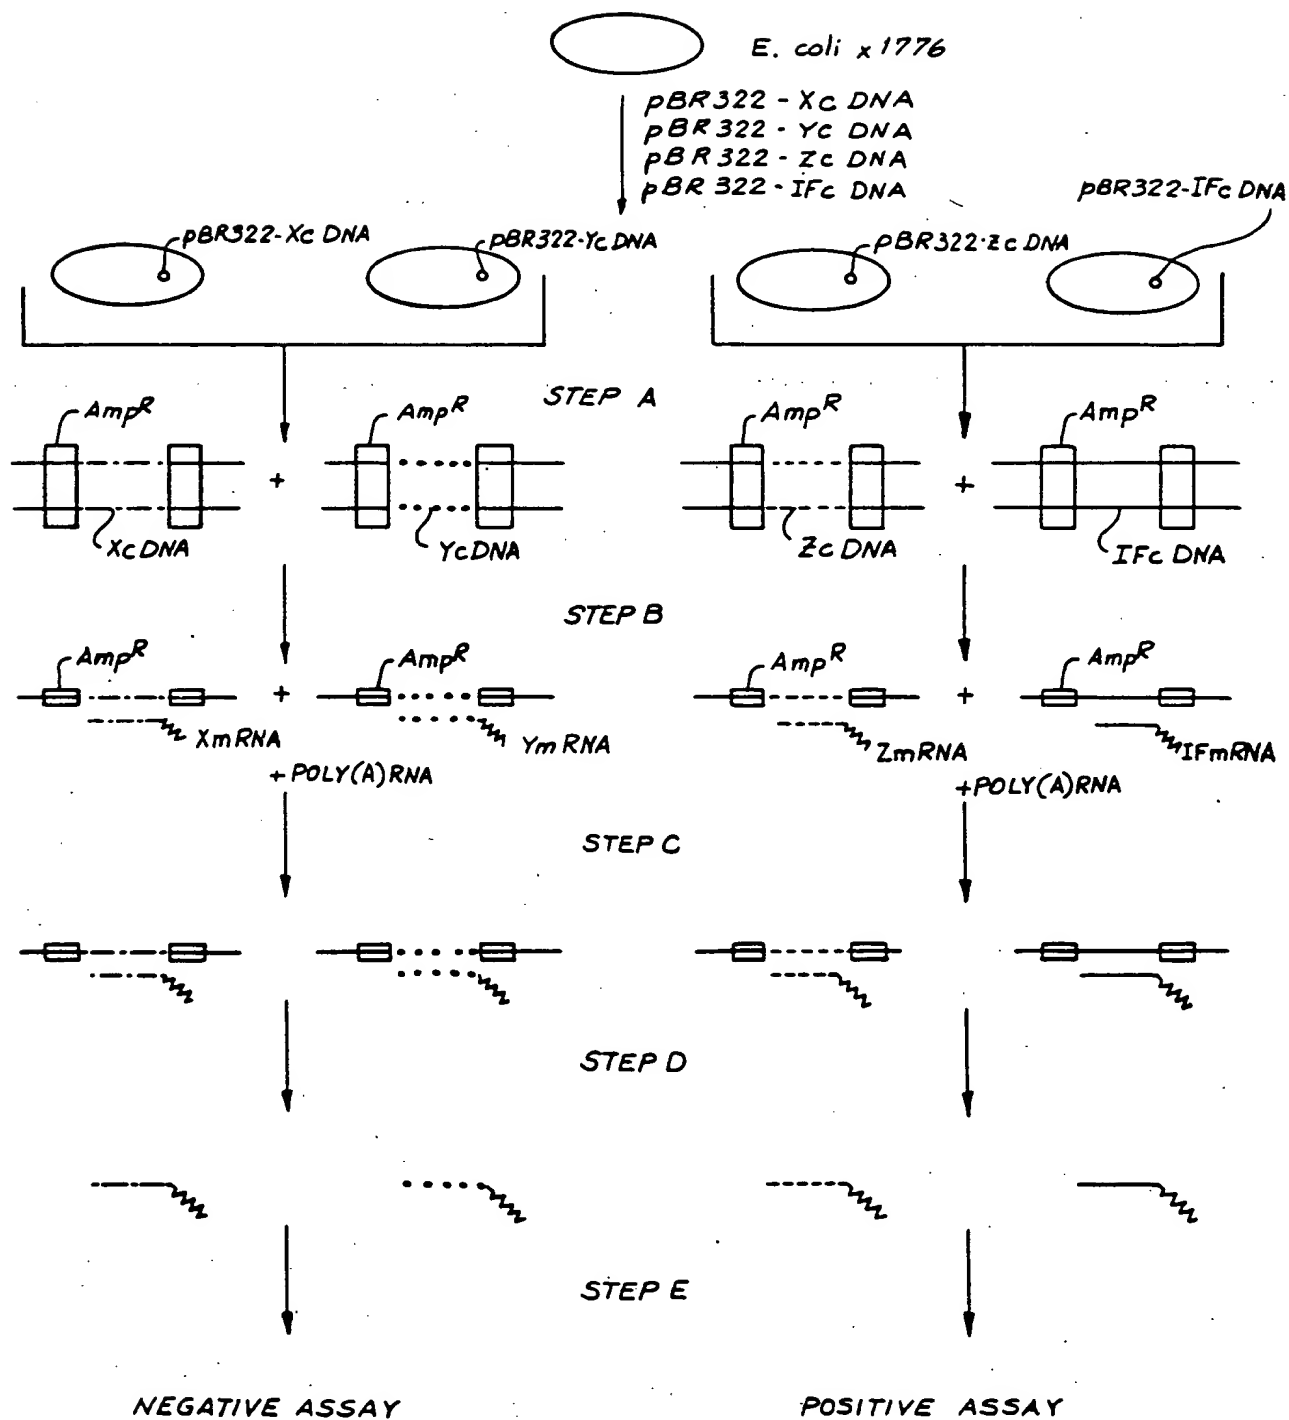 E. coli x 1776
pBR322 - Xc DNA
pBR322 - Yc DNA
pBR322 - Zc DNA
pBR322 - IFc DNA
pBR322-IFc DNA
pBR322-Xc DNA
pBR322-Yc DNA
pBR322-Zc DNA
STEP A
AmpR
AmpR
AmpR
AmpR
+
+
Xc DNA
Yc DNA
Zc DNA
IFc DNA
STEP B
AmpR
AmpR
AmpR
AmpR
+
+
XmRNA
YmRNA
ZmRNA
IFmRNA
+ POLY(A) RNA
+POLY(A) RNA
STEP C
STEP D
STEP E
NEGATIVE ASSAY
POSITIVE ASSAY